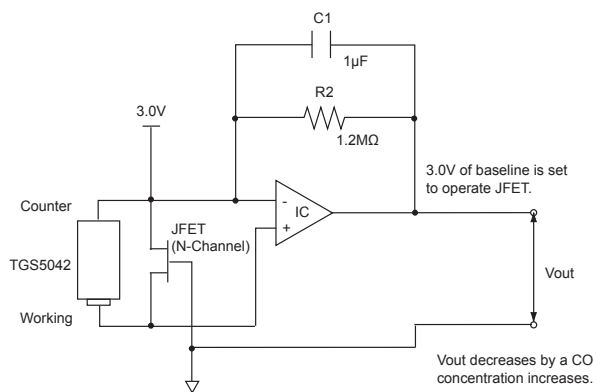 C1
1µF
R2
1.2MΩ
3.0V
3.0V of baseline is set
to operate JFET.
Counter
-
IC
+
JFET
(N-Channel)
TGS5042
Vout
Working
Vout decreases by a CO
concentration increases.